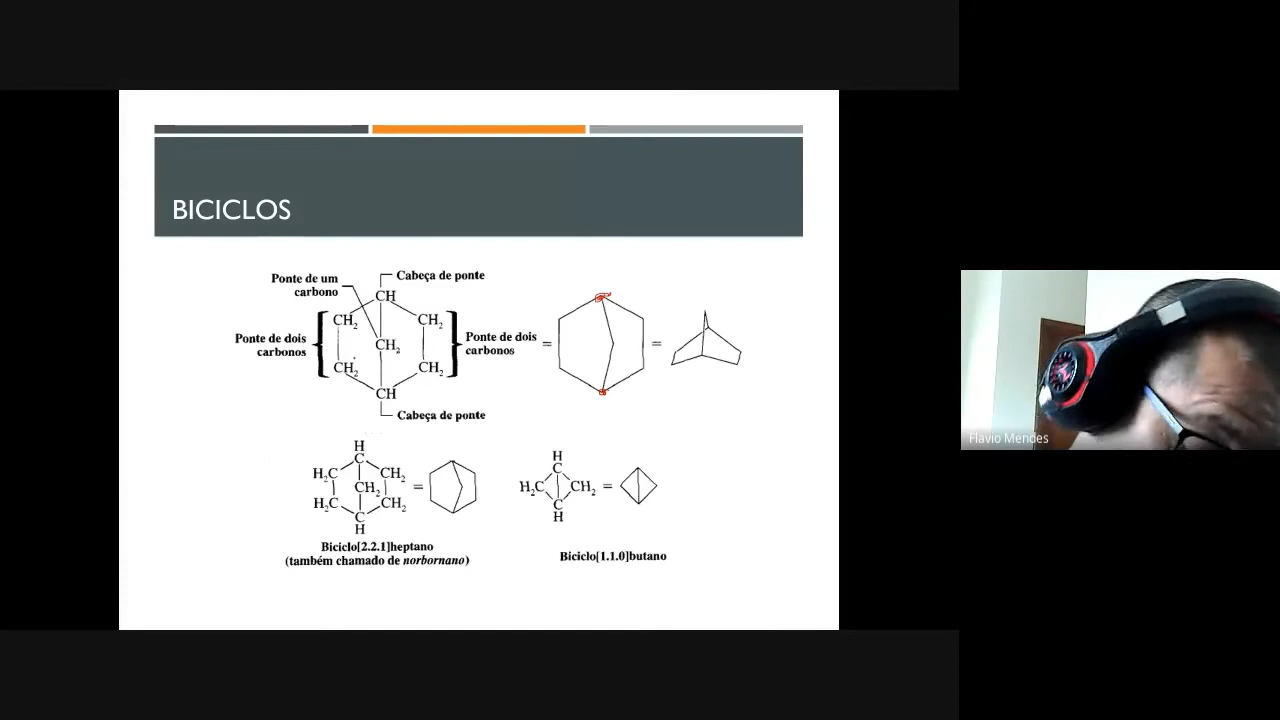 BICICLOS
Ponte de um
carbono
Cabeça de ponte
CH
CH₂
CH₂
Ponte de dois
carbonos
CH₂
Ponte de dois
carbonos
=
=
CH₂
CH₂
CH
Cabeça de ponte
H
C
H₂C
CH₂
CH₂
H₂C
CH₂
C
H
=
Biciclo[2.2.1]heptano
(também chamado de norbornano)
H
C
H₂C
CH₂
=
C
H
Biciclo[1.1.0]butano
Flavio Mendes